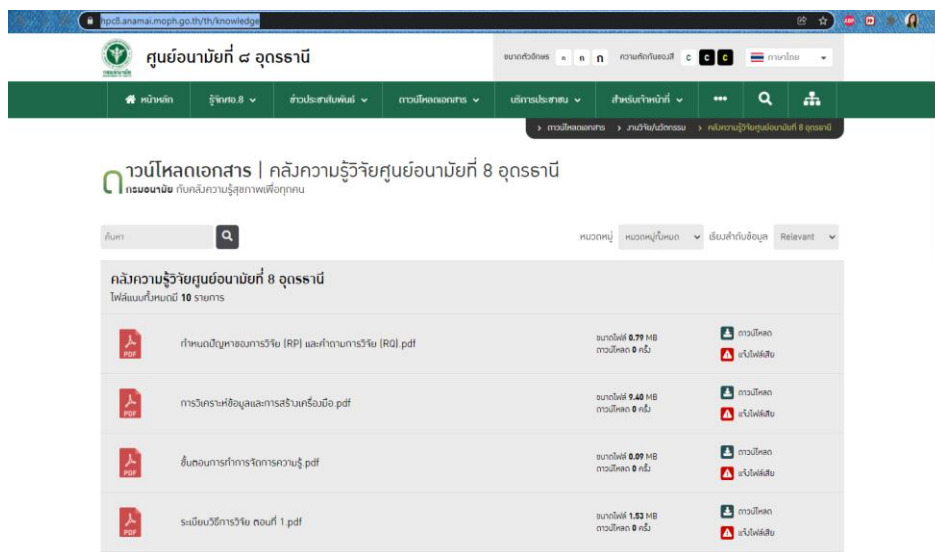 hpc8.anamai.moph.go.th/th/knowledge
ศูนย์อนามัยที่ ๘ อุดรธานี
ขนาดตัวอักษร ก ก ก ความตัดกันของสี C C C ภาษาไทย
หน้าหลัก รู้จักศอ.8 ข่าวประชาสัมพันธ์ ดาวน์โหลดเอกสาร บริการประชาชน สำหรับเจ้าหน้าที่
> ดาวน์โหลดเอกสาร > งานวิจัย/นวัตกรรม > คลังความรู้วิจัยศูนย์อนามัยที่ 8 อุดรธานี
ดาวน์โหลดเอกสาร | คลังความรู้วิจัยศูนย์อนามัยที่ 8 อุดรธานี
กรมอนามัย กับคลังความรู้สุขภาพเพื่อทุกคน
ค้นหา หมวดหมู่ หมวดหมู่ทั้งหมด เรียงลำดับข้อมูล Relevant
คลังความรู้วิจัยศูนย์อนามัยที่ 8 อุดรธานี
ไฟล์แนบทั้งหมดมี 10 รายการ
PDF กำหนดปัญหาของการวิจัย (RP) และคำถามการวิจัย (RQ).pdf
ขนาดไฟล์ 0.79 MB
ดาวน์โหลด 0 ครั้ง
ดาวน์โหลด
แจ้งไฟล์เสีย
PDF การวิเคราะห์ข้อมูลและการสร้างเครื่องมือ.pdf
ขนาดไฟล์ 9.40 MB
ดาวน์โหลด 0 ครั้ง
ดาวน์โหลด
แจ้งไฟล์เสีย
PDF ขั้นตอนการทำการจัดการความรู้.pdf
ขนาดไฟล์ 0.09 MB
ดาวน์โหลด 0 ครั้ง
ดาวน์โหลด
แจ้งไฟล์เสีย
PDF ระเบียบวิธีการวิจัย ตอนที่ 1.pdf
ขนาดไฟล์ 1.53 MB
ดาวน์โหลด 0 ครั้ง
ดาวน์โหลด
แจ้งไฟล์เสีย